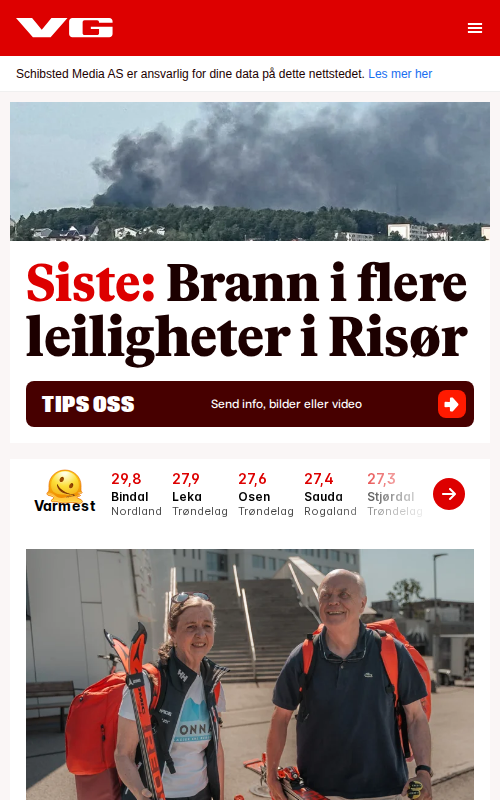 VG
Schibsted Media AS er ansvarlig for dine data på dette nettstedet. Les mer her
Siste: Brann i flere
leiligheter i Risør
TIPS OSS
Send info, bilder eller video
Varmest
29,8
Bindal
Nordland
27,9
Leka
Trøndelag
27,6
Osen
Trøndelag
27,4
Sauda
Rogaland
27,3
Stjørdal
Trøndelag